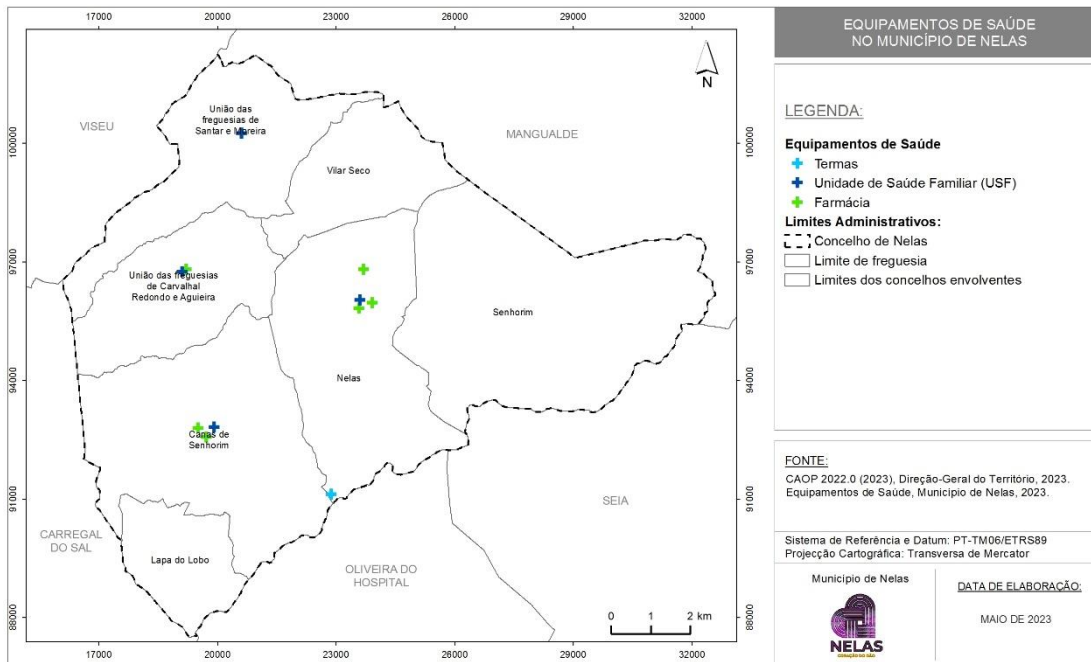 17000
20000
23000
26000
29000
32000
EQUIPAMENTOS DE SAÚDE
NO MUNICÍPIO DE NELAS
N
VISEU
União das
freguesias de
Santar e Moreira
MANGUALDE
100000
100000
Vilar Seco
LEGENDA:
Equipamentos de Saúde
Termas
Unidade de Saúde Familiar (USF)
Farmácia
Limites Administrativos:
Concelho de Nelas
Limite de freguesia
Limites dos concelhos envolventes
97000
97000
União das freguesias
de Carvalhal
Redondo e Aguieira
Senhorim
94000
94000
Nelas
Canas de
Senhorim
91000
91000
SEIA
CARREGAL
DO SAL
Lapa do Lobo
OLIVEIRA DO
HOSPITAL
0 1 2 km
88000
88000
17000
20000
23000
26000
29000
32000
FONTE:
CAOP 2022.0 (2023), Direção-Geral do Território, 2023.
Equipamentos de Saúde, Município de Nelas, 2023.
Sistema de Referência e Datum: PT-TM06/ETRS89
Projecção Cartográfica: Transversa de Mercator
Municipio de Nelas
NELAS
CORAÇÃO DO DÃO
DATA DE ELABORAÇÃO:
MAIO DE 2023